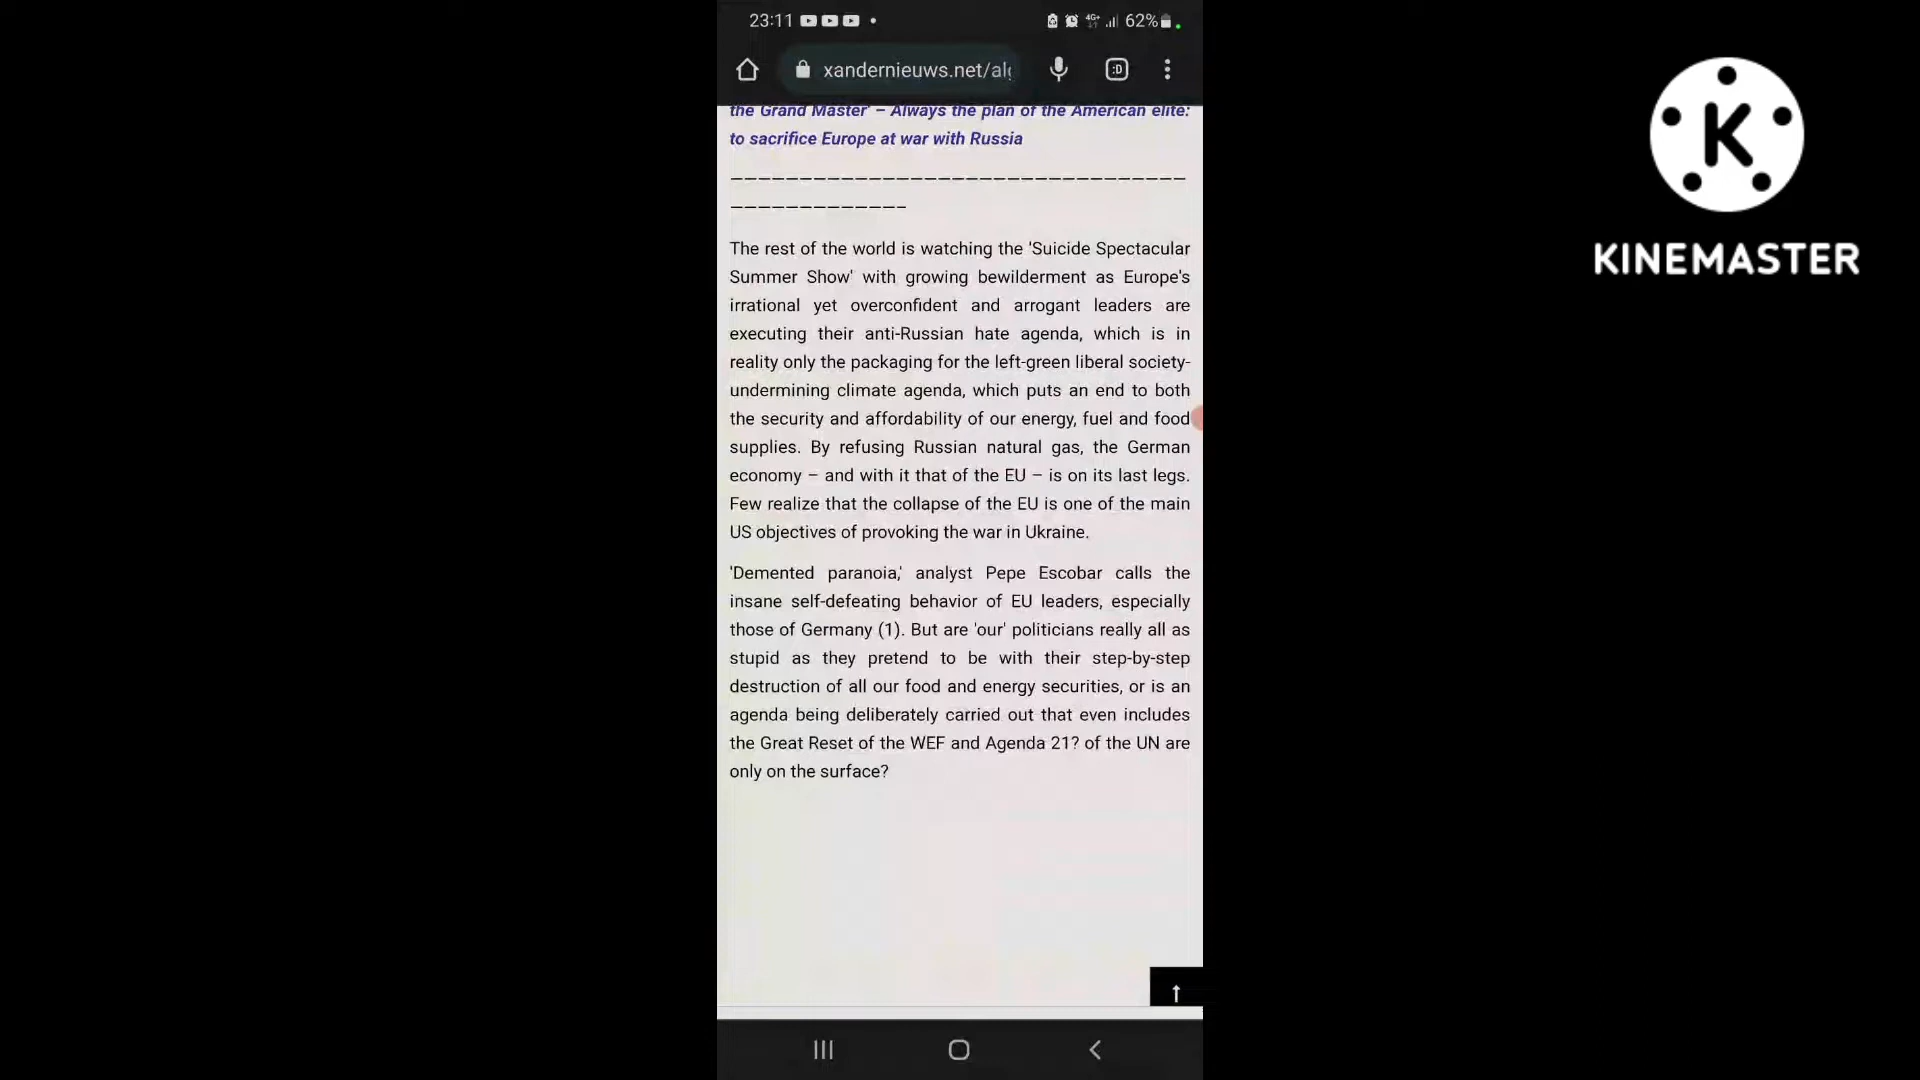 23:11
4G+
62%
xandernieuws.net/alg
:D
the Grand Master' – Always the plan of the American elite:
to sacrifice Europe at war with Russia
_________________________________
_____________
The rest of the world is watching the 'Suicide Spectacular
Summer Show' with growing bewilderment as Europe's
irrational yet overconfident and arrogant leaders are
executing their anti-Russian hate agenda, which is in
reality only the packaging for the left-green liberal society-
undermining climate agenda, which puts an end to both
the security and affordability of our energy, fuel and food
supplies. By refusing Russian natural gas, the German
economy – and with it that of the EU – is on its last legs.
Few realize that the collapse of the EU is one of the main
US objectives of provoking the war in Ukraine.
'Demented paranoia,' analyst Pepe Escobar calls the
insane self-defeating behavior of EU leaders, especially
those of Germany (1). But are 'our' politicians really all as
stupid as they pretend to be with their step-by-step
destruction of all our food and energy securities, or is an
agenda being deliberately carried out that even includes
the Great Reset of the WEF and Agenda 21? of the UN are
only on the surface?
K
KINEMASTER